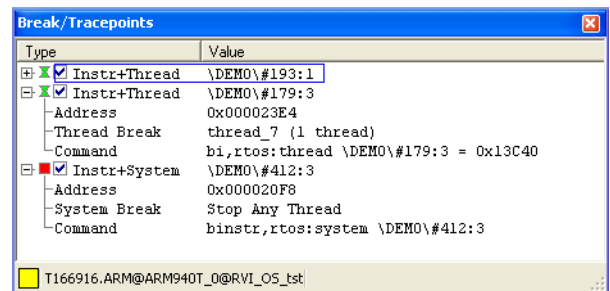 Break/Tracepoints
Type Value
Instr+Thread \DEMO\#193:1
Instr+Thread \DEMO\#179:3
Address 0x000023E4
Thread Break thread_7 (1 thread)
Command bi,rtos:thread \DEMO\#179:3 = 0x13C40
Instr+System \DEMO\#412:3
Address 0x000020F8
System Break Stop Any Thread
Command binstr,rtos:system \DEMO\#412:3
T166916.ARM@ARM940T_0@RVI_OS_tst